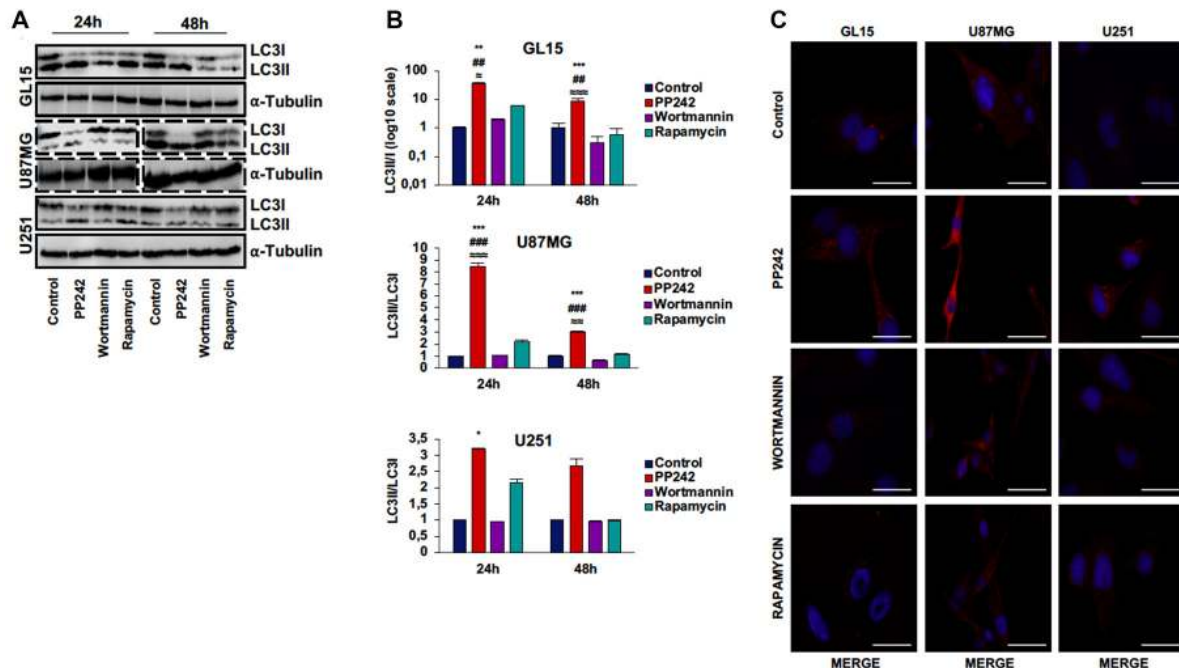 A
24h 48h
GL15
LC3I
LC3II
α-Tubulin
U87MG
LC3I
LC3II
α-Tubulin
U251
LC3I
LC3II
α-Tubulin
Control PP242 Wortmannin Rapamycin Control PP242 Wortmannin Rapamycin
B
GL15
LC3II/I (log10 scale)
100
10
1
0,1
0,01
**
##
≈
***
##
≈≈≈
24h 48h
Control
PP242
Wortmannin
Rapamycin
U87MG
LC3II/LC3I
10
9
8
7
6
5
4
3
2
1
0
***
###
≈≈≈
***
###
≈≈
24h 48h
Control
PP242
Wortmannin
Rapamycin
U251
LC3II/LC3I
3,5
3
2,5
2
1,5
1
0,5
0
*
24h 48h
Control
PP242
Wortmannin
Rapamycin
C
GL15 U87MG U251
Control
PP242
WORTMANNIN
RAPAMYCIN
MERGE MERGE MERGE